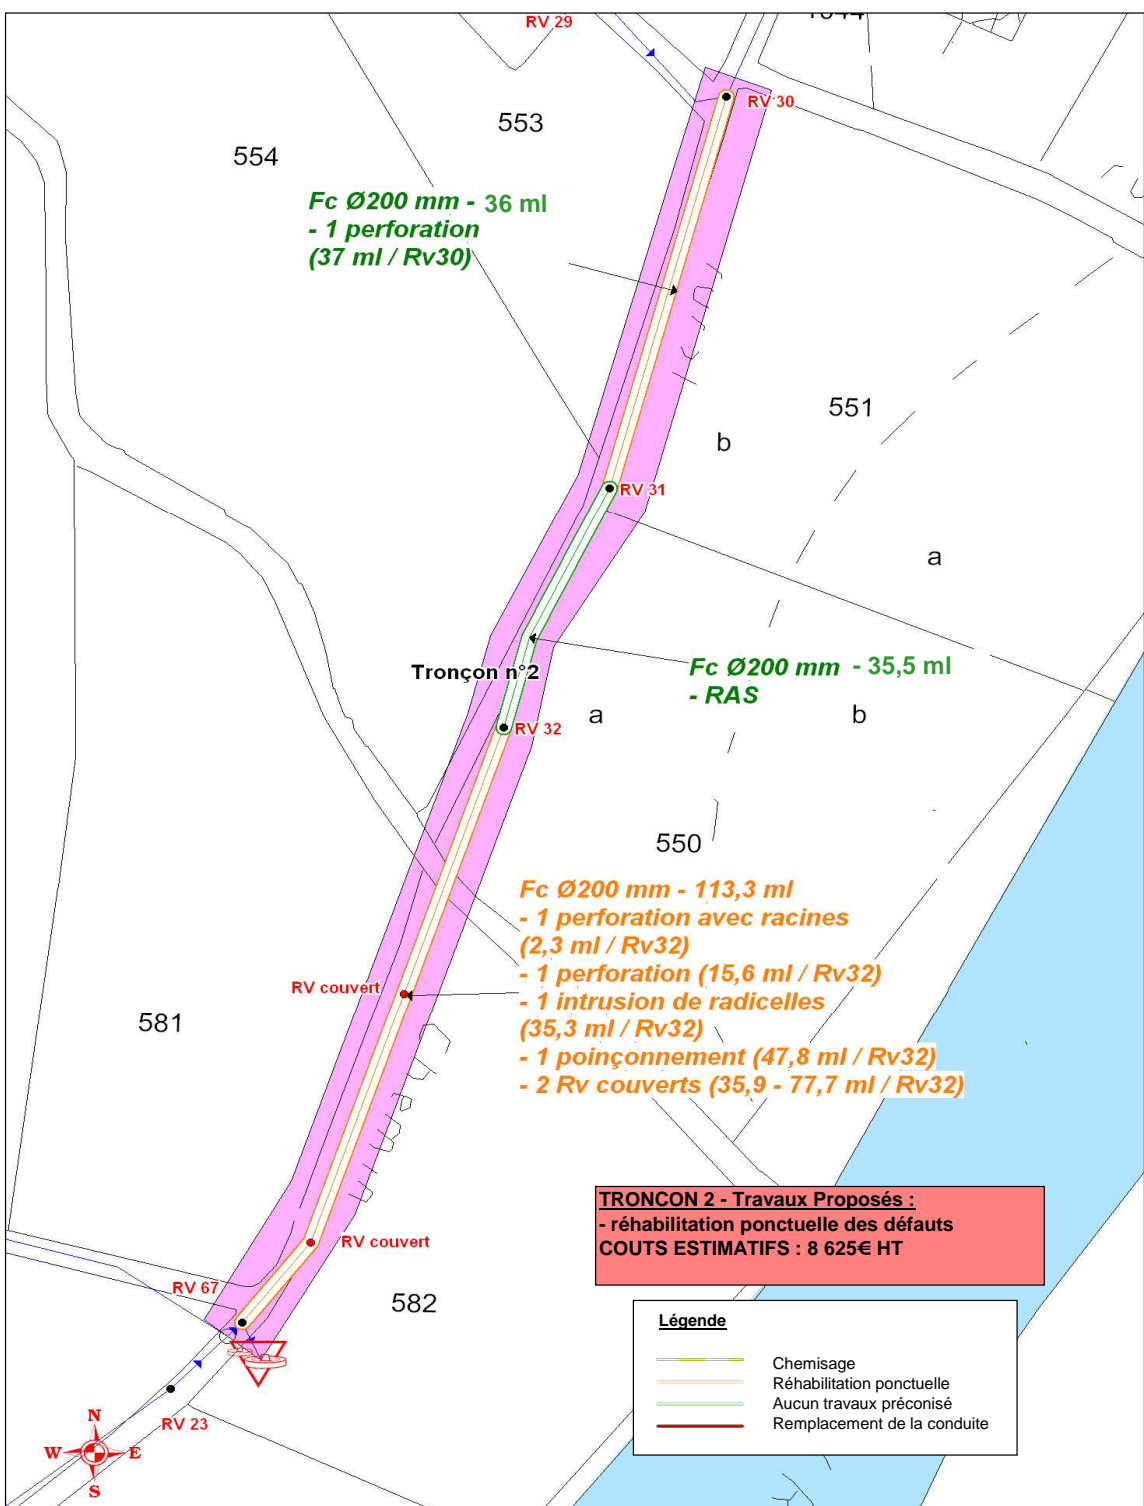 RV 29
RV 30
553
554
Fc Ø200 mm - 36 ml
- 1 perforation
(37 ml / Rv30)
551
b
RV 31
a
Tronçon n°2
Fc Ø200 mm - 35,5 ml
- RAS
a
b
RV 32
550
Fc Ø200 mm - 113,3 ml
- 1 perforation avec racines
(2,3 ml / Rv32)
- 1 perforation (15,6 ml / Rv32)
- 1 intrusion de radicelles
(35,3 ml / Rv32)
- 1 poinçonnement (47,8 ml / Rv32)
- 2 Rv couverts (35,9 - 77,7 ml / Rv32)
RV couvert
581
TRONCON 2 - Travaux Proposés :
- réhabilitation ponctuelle des défauts
COUTS ESTIMATIFS : 8 625€ HT
RV couvert
RV 67
582
Légende
Chemisage
Réhabilitation ponctuelle
Aucun travaux préconisé
Remplacement de la conduite
RV 23
N
W
E
S